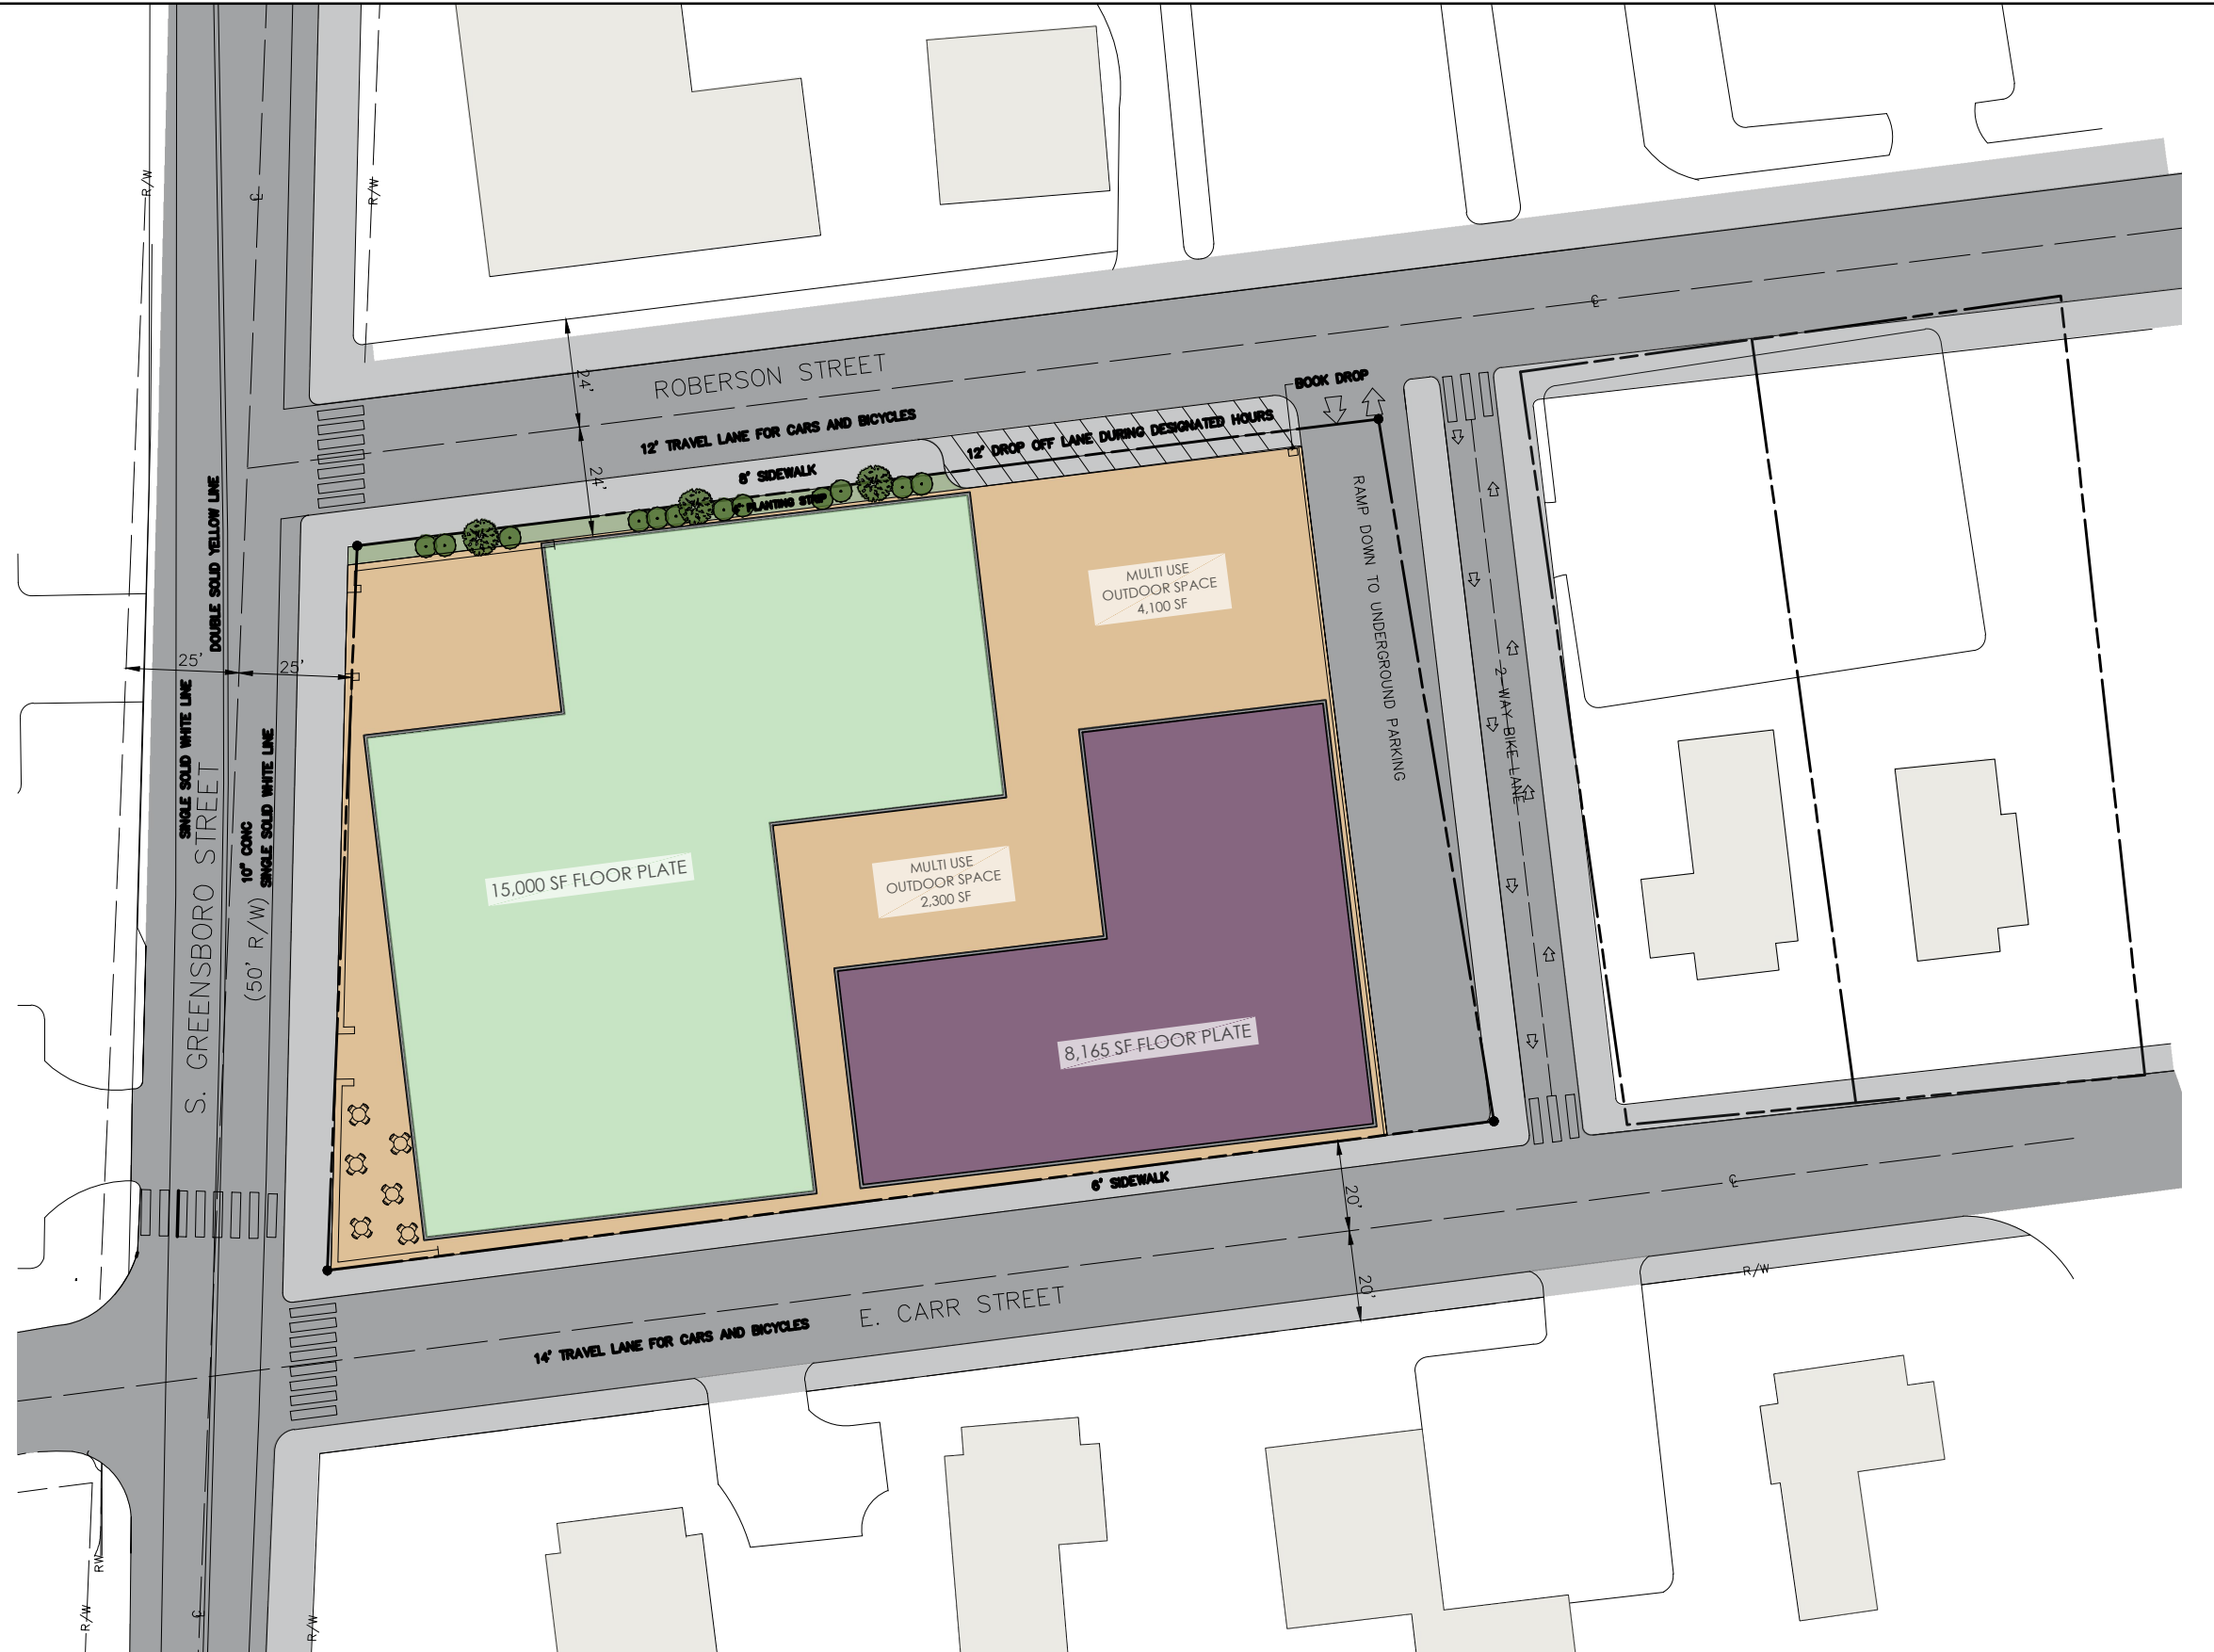 R/W
R/W
℄
24'
ROBERSON STREET
℄
BOOK DROP
12' TRAVEL LANE FOR CARS AND BICYCLES
12' DROP OFF LANE DURING DESIGNATED HOURS
24'
8' SIDEWALK
PLANTING STRIP
DOUBLE SOLID YELLOW LINE
RAMP DOWN TO UNDERGROUND PARKING
MULTI USE
OUTDOOR SPACE
4,100 SF
25'
25'
SINGLE SOLID WHITE LINE
2-WAY BIKE LANE
S. GREENSBORO STREET
(50' R/W)
10" CONC
SINGLE SOLID WHITE LINE
15,000 SF FLOOR PLATE
MULTI USE
OUTDOOR SPACE
2,300 SF
8,165 SF FLOOR PLATE
6' SIDEWALK
20'
℄
20'
R/W
E. CARR STREET
14' TRAVEL LANE FOR CARS AND BICYCLES
RW
R/W
℄
R/W